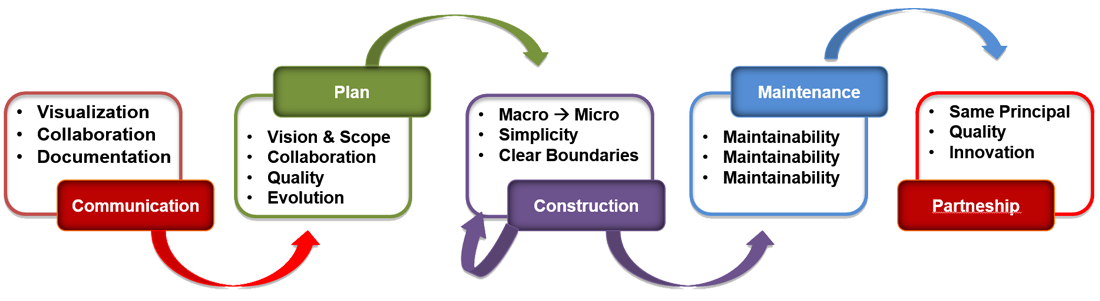 • Visualization
• Collaboration
• Documentation
Communication
Plan
• Vision & Scope
• Collaboration
• Quality
• Evolution
• Macro → Micro
• Simplicity
• Clear Boundaries
Construction
Maintenance
• Maintainability
• Maintainability
• Maintainability
• Same Principal
• Quality
• Innovation
Partneship